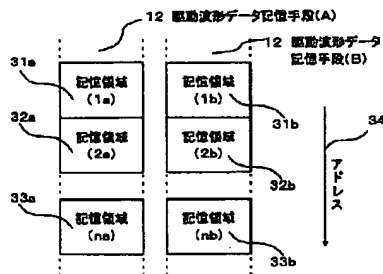 12 駆動波形データ記憶手段(A)
12 駆動波形データ
記憶手段(B)
31a
記憶領域
(1a)
記憶領域
(1b)
31b
32a
記憶領域
(2a)
記憶領域
(2b)
32b
34
アドレス
33a
記憶領域
(na)
記憶領域
(nb)
33b